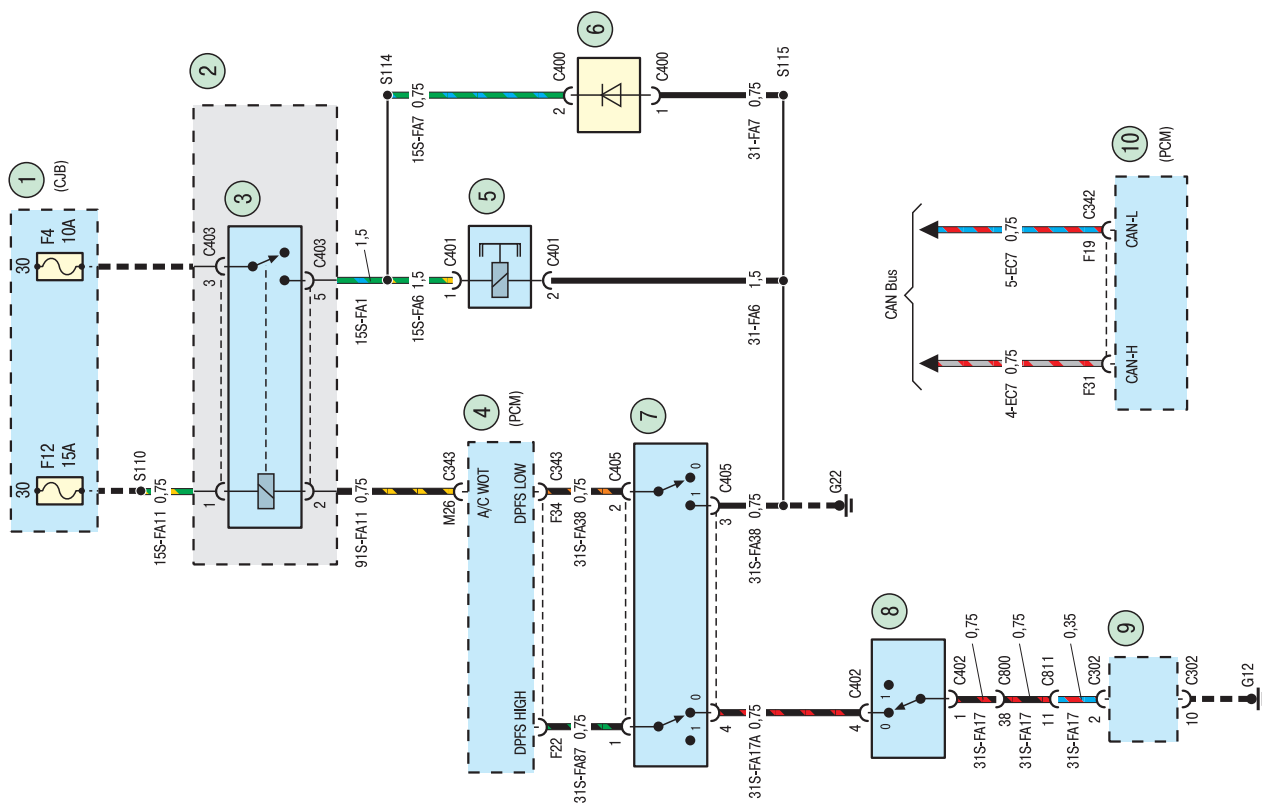 1
(CJB)
30
F12
15A
30
F4
10A
2
S110
15S-FA11 0,75
3
1
3
C403
2
5
C403
91S-FA11 0,75
15S-FA1
1,5
S114
15S-FA6 1,5
15S-FA7 0,75
6
2
C400
1
C400
31-FA7 0,75
S115
4
(PCM)
M26
C343
A/C WOT
DPFS HIGH
DPFS LOW
F22
F34
C343
31S-FA87 0,75
31S-FA38 0,75
5
1
C401
2
C401
31-FA6 1,5
7
1
2
C405
1
0
1
0
4
3
C405
31S-FA17A 0,75
31S-FA38 0,75
G22
8
4
C402
0
1
1
C402
31S-FA17
0,75
38
C800
31S-FA17
0,75
11
C811
31S-FA17
0,35
9
2
C302
10
C302
G12
CAN Bus
4-EC7 0,75
5-EC7 0,75
10
(PCM)
F31
F19
C342
CAN-H
CAN-L